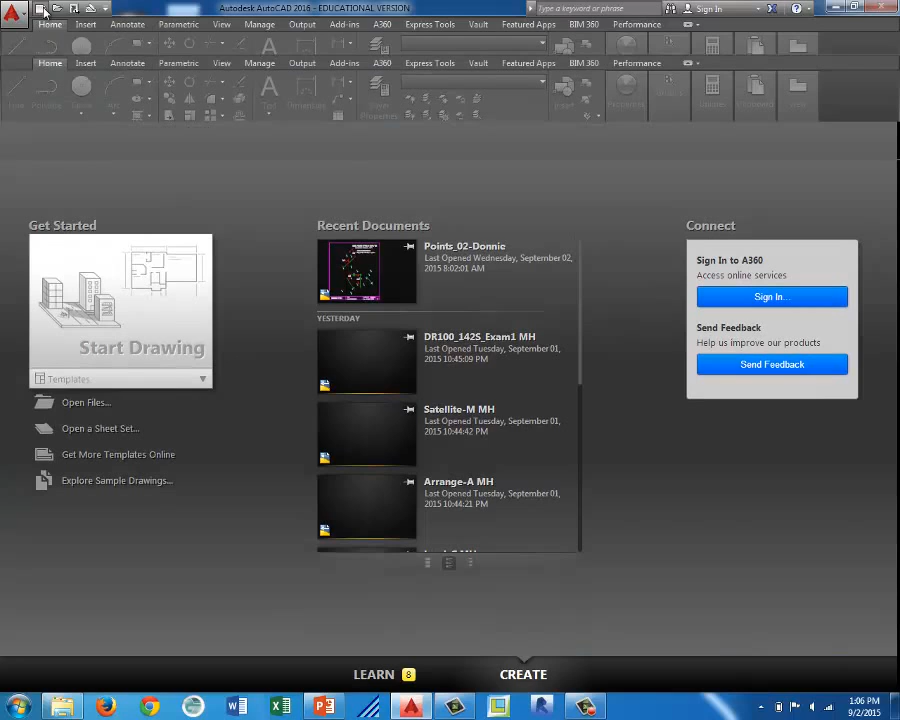 Autodesk AutoCAD 2016 - EDUCATIONAL VERSION
Type a keyword or phrase
Sign In
Home Insert Annotate Parametric View Manage Output Add-ins A360 Express Tools Vault Featured Apps BIM 360 Performance
Home Insert Annotate Parametric View Manage Output Add-ins A360 Express Tools Vault Featured Apps BIM 360 Performance
Get Started
Start Drawing
Templates
Open Files...
Open a Sheet Set...
Get More Templates Online
Explore Sample Drawings...
Recent Documents
Points_02-Donnie
Last Opened Wednesday, September 02,
2015 8:02:01 AM
YESTERDAY
DR100_142S_Exam1 MH
Last Opened Tuesday, September 01,
2015 10:45:09 PM
Satellite-M MH
Last Opened Tuesday, September 01,
2015 10:44:42 PM
Arrange-A MH
Last Opened Tuesday, September 01,
2015 10:44:21 PM
Connect
Sign In to A360
Access online services
Sign In...
Send Feedback
Help us improve our products
Send Feedback
LEARN 8
CREATE
1:06 PM
9/2/2015